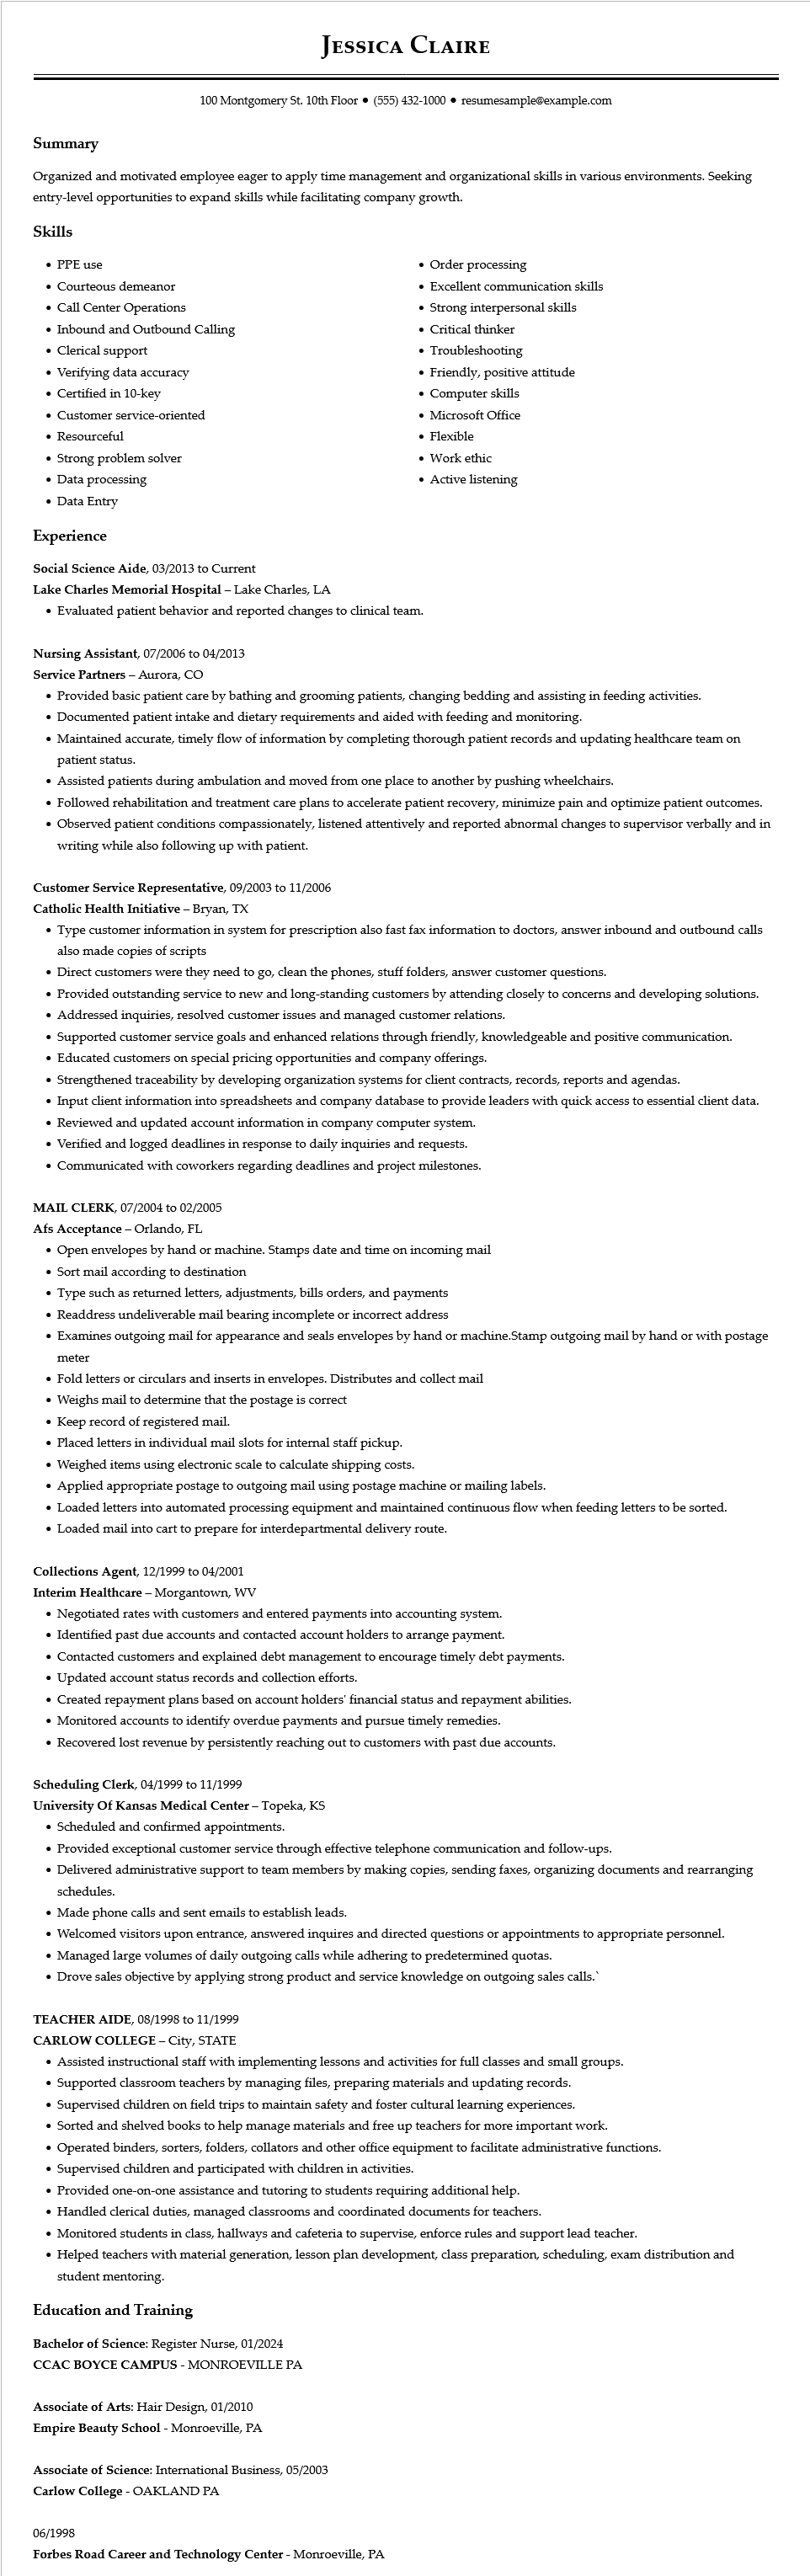 Jessica Claire
100 Montgomery St. 10th Floor • (555) 432-1000 • resumesample@example.com
Summary
Organized and motivated employee eager to apply time management and organizational skills in various environments. Seeking
entry-level opportunities to expand skills while facilitating company growth.
Skills
• PPE use
• Courteous demeanor
• Call Center Operations
• Inbound and Outbound Calling
• Clerical support
• Verifying data accuracy
• Certified in 10-key
• Customer service-oriented
• Resourceful
• Strong problem solver
• Data processing
• Data Entry
• Order processing
• Excellent communication skills
• Strong interpersonal skills
• Critical thinker
• Troubleshooting
• Friendly, positive attitude
• Computer skills
• Microsoft Office
• Flexible
• Work ethic
• Active listening
Experience
Social Science Aide, 03/2013 to Current
Lake Charles Memorial Hospital – Lake Charles, LA
• Evaluated patient behavior and reported changes to clinical team.
Nursing Assistant, 07/2006 to 04/2013
Service Partners – Aurora, CO
• Provided basic patient care by bathing and grooming patients, changing bedding and assisting in feeding activities.
• Documented patient intake and dietary requirements and aided with feeding and monitoring.
• Maintained accurate, timely flow of information by completing thorough patient records and updating healthcare team on
patient status.
• Assisted patients during ambulation and moved from one place to another by pushing wheelchairs.
• Followed rehabilitation and treatment care plans to accelerate patient recovery, minimize pain and optimize patient outcomes.
• Observed patient conditions compassionately, listened attentively and reported abnormal changes to supervisor verbally and in
writing while also following up with patient.
Customer Service Representative, 09/2003 to 11/2006
Catholic Health Initiative – Bryan, TX
• Type customer information in system for prescription also fast fax information to doctors, answer inbound and outbound calls
also made copies of scripts
• Direct customers were they need to go, clean the phones, stuff folders, answer customer questions.
• Provided outstanding service to new and long-standing customers by attending closely to concerns and developing solutions.
• Addressed inquiries, resolved customer issues and managed customer relations.
• Supported customer service goals and enhanced relations through friendly, knowledgeable and positive communication.
• Educated customers on special pricing opportunities and company offerings.
• Strengthened traceability by developing organization systems for client contracts, records, reports and agendas.
• Input client information into spreadsheets and company database to provide leaders with quick access to essential client data.
• Reviewed and updated account information in company computer system.
• Verified and logged deadlines in response to daily inquiries and requests.
• Communicated with coworkers regarding deadlines and project milestones.
MAIL CLERK, 07/2004 to 02/2005
Afs Acceptance – Orlando, FL
• Open envelopes by hand or machine. Stamps date and time on incoming mail
• Sort mail according to destination
• Type such as returned letters, adjustments, bills orders, and payments
• Readdress undeliverable mail bearing incomplete or incorrect address
• Examines outgoing mail for appearance and seals envelopes by hand or machine.Stamp outgoing mail by hand or with postage
meter
• Fold letters or circulars and inserts in envelopes. Distributes and collect mail
• Weighs mail to determine that the postage is correct
• Keep record of registered mail.
• Placed letters in individual mail slots for internal staff pickup.
• Weighed items using electronic scale to calculate shipping costs.
• Applied appropriate postage to outgoing mail using postage machine or mailing labels.
• Loaded letters into automated processing equipment and maintained continuous flow when feeding letters to be sorted.
• Loaded mail into cart to prepare for interdepartmental delivery route.
Collections Agent, 12/1999 to 04/2001
Interim Healthcare – Morgantown, WV
• Negotiated rates with customers and entered payments into accounting system.
• Identified past due accounts and contacted account holders to arrange payment.
• Contacted customers and explained debt management to encourage timely debt payments.
• Updated account status records and collection efforts.
• Created repayment plans based on account holders' financial status and repayment abilities.
• Monitored accounts to identify overdue payments and pursue timely remedies.
• Recovered lost revenue by persistently reaching out to customers with past due accounts.
Scheduling Clerk, 04/1999 to 11/1999
University Of Kansas Medical Center – Topeka, KS
• Scheduled and confirmed appointments.
• Provided exceptional customer service through effective telephone communication and follow-ups.
• Delivered administrative support to team members by making copies, sending faxes, organizing documents and rearranging
schedules.
• Made phone calls and sent emails to establish leads.
• Welcomed visitors upon entrance, answered inquires and directed questions or appointments to appropriate personnel.
• Managed large volumes of daily outgoing calls while adhering to predetermined quotas.
• Drove sales objective by applying strong product and service knowledge on outgoing sales calls.`
TEACHER AIDE, 08/1998 to 11/1999
CARLOW COLLEGE – City, STATE
• Assisted instructional staff with implementing lessons and activities for full classes and small groups.
• Supported classroom teachers by managing files, preparing materials and updating records.
• Supervised children on field trips to maintain safety and foster cultural learning experiences.
• Sorted and shelved books to help manage materials and free up teachers for more important work.
• Operated binders, sorters, folders, collators and other office equipment to facilitate administrative functions.
• Supervised children and participated with children in activities.
• Provided one-on-one assistance and tutoring to students requiring additional help.
• Handled clerical duties, managed classrooms and coordinated documents for teachers.
• Monitored students in class, hallways and cafeteria to supervise, enforce rules and support lead teacher.
• Helped teachers with material generation, lesson plan development, class preparation, scheduling, exam distribution and
student mentoring.
Education and Training
Bachelor of Science: Register Nurse, 01/2024
CCAC BOYCE CAMPUS - MONROEVILLE PA
Associate of Arts: Hair Design, 01/2010
Empire Beauty School - Monroeville, PA
Associate of Science: International Business, 05/2003
Carlow College - OAKLAND PA
06/1998
Forbes Road Career and Technology Center - Monroeville, PA